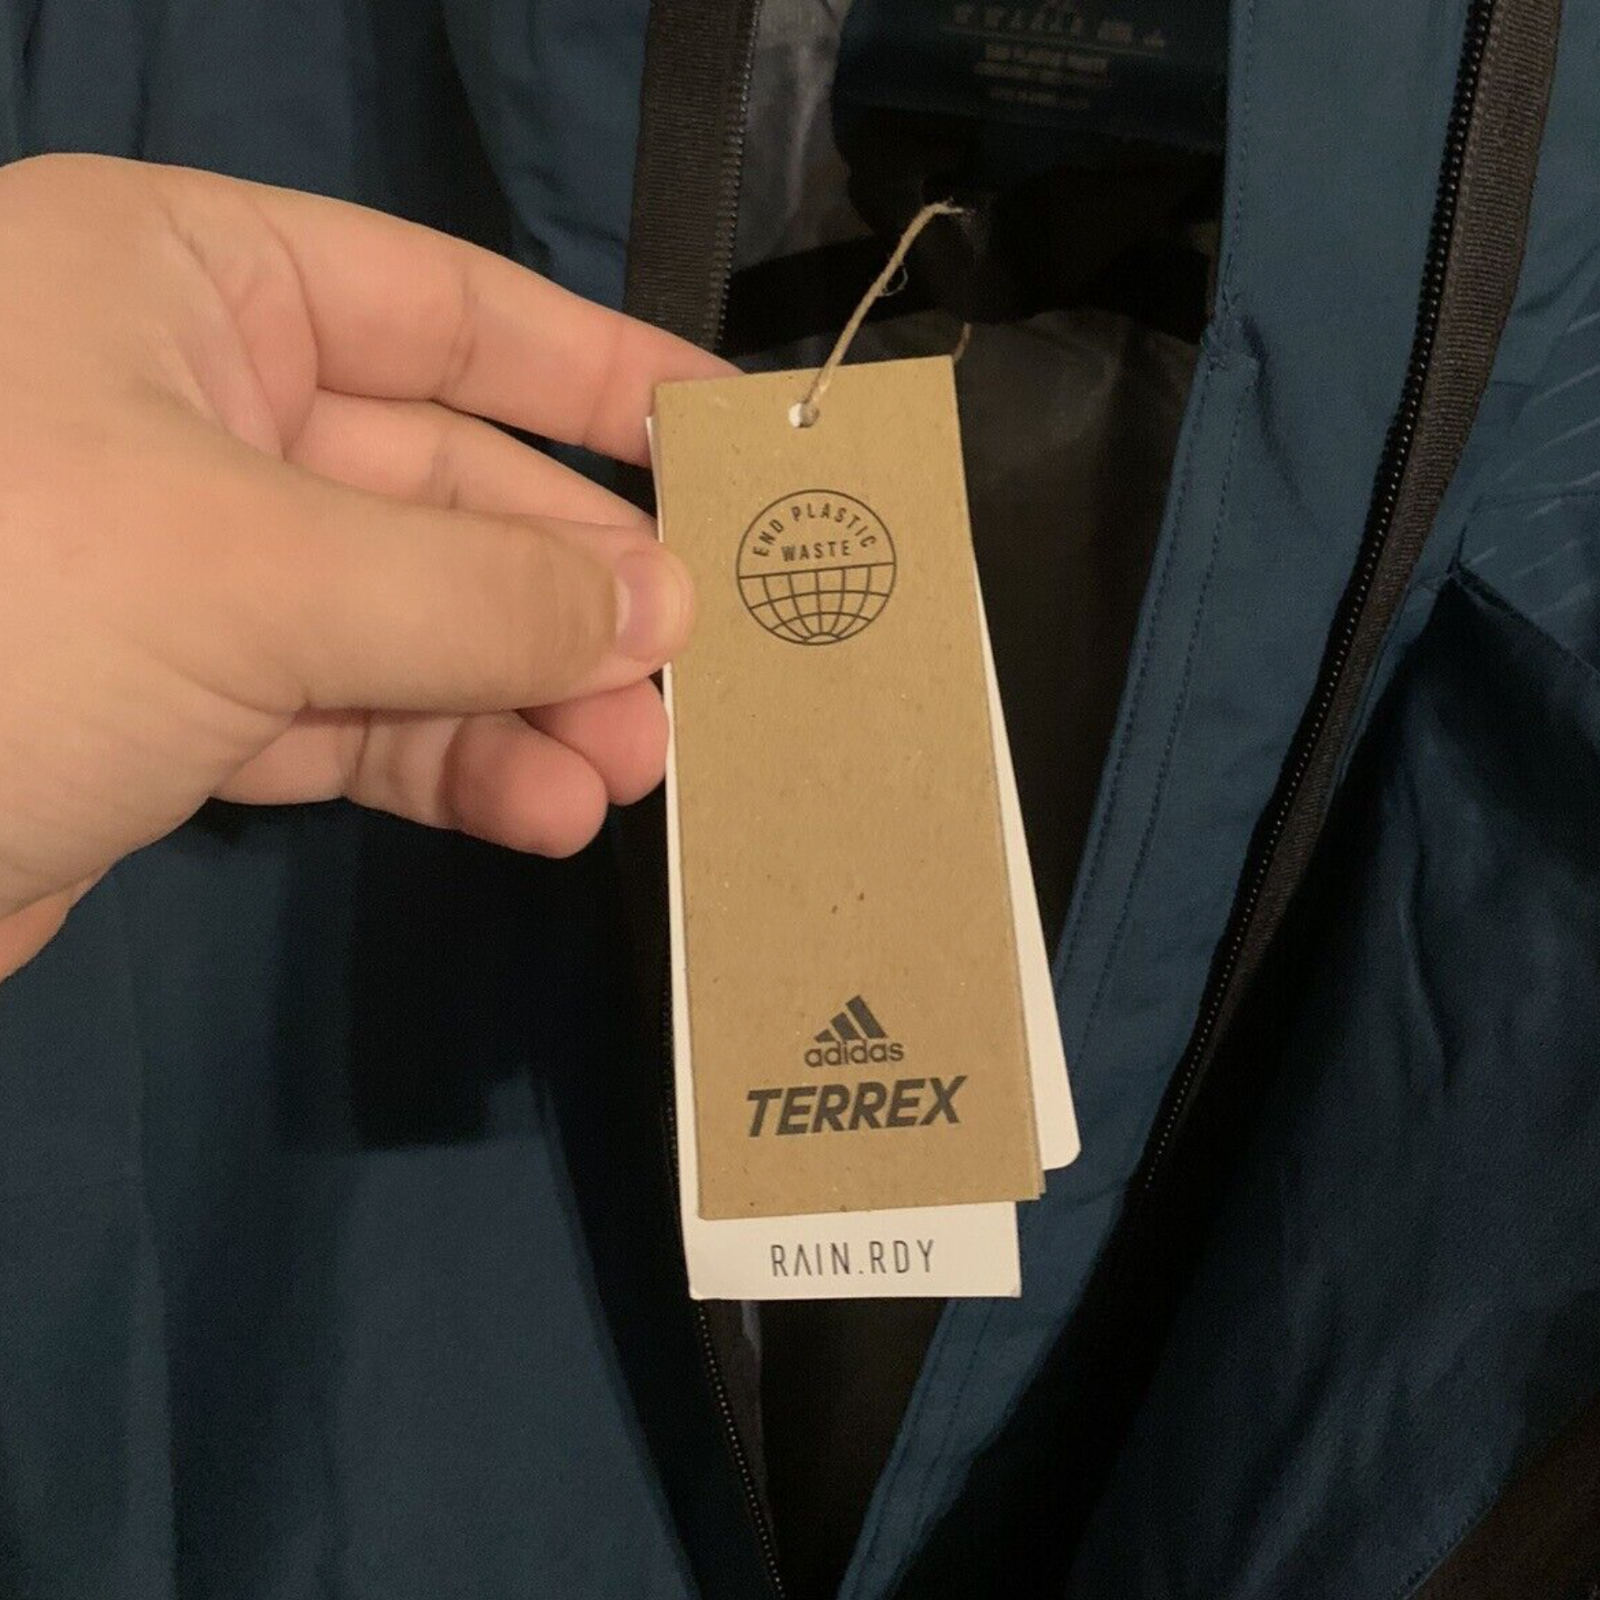 END PLASTIC
WASTE
adidas
TERREX
RAIN.RDY